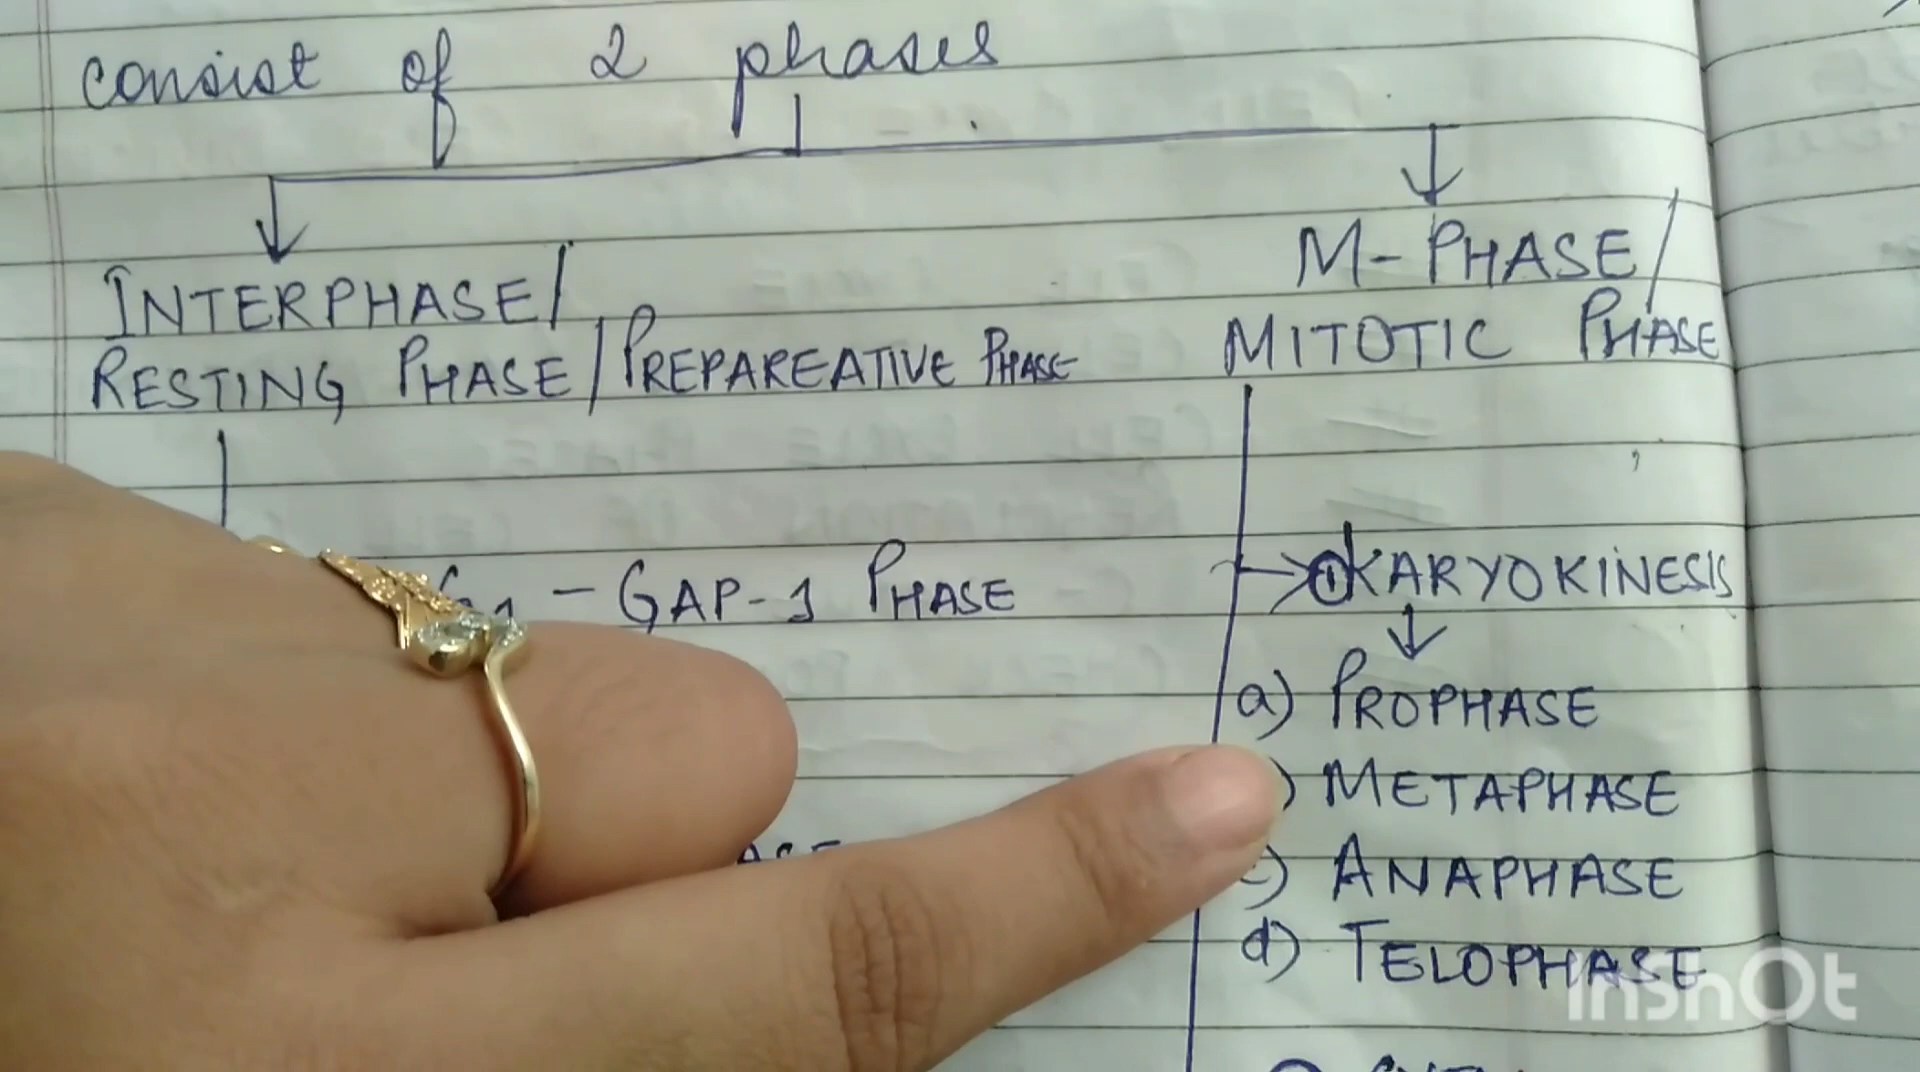 consist of 2 phases
INTERPHASE/
RESTING PHASE/PREPAREATIVE PHASE
G1 - GAP-1 PHASE
M-PHASE/
MITOTIC PHASE
① KARYOKINESIS
a) PROPHASE
) METAPHASE
c) ANAPHASE
d) TELOPHASE
InShOt